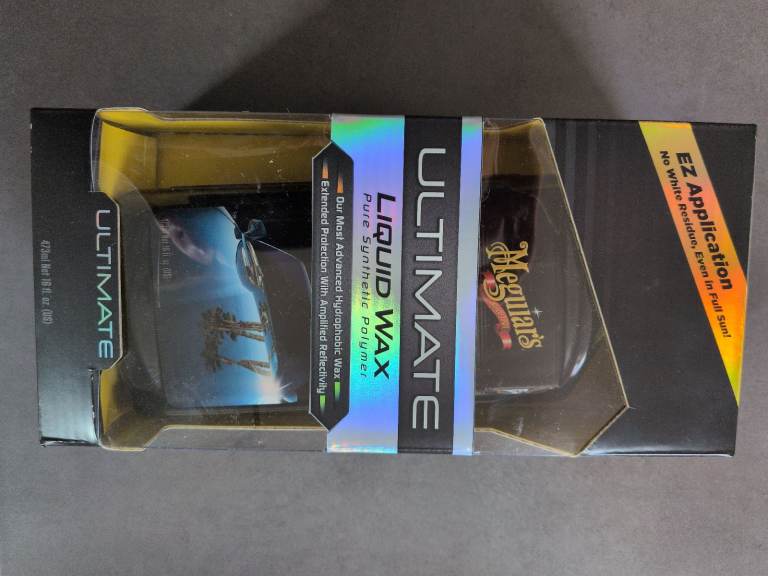 EZ Application
No White Residue, Even in Full Sun!
Meguiar's
ULTIMATE
LIQUID WAX
Pure Synthetic Polymer
Our Most Advanced Hydrophobic Wax
Extended Protection With Amplified Reflectivity
ULTIMATE
473ml Net 16 fl. oz. (US)